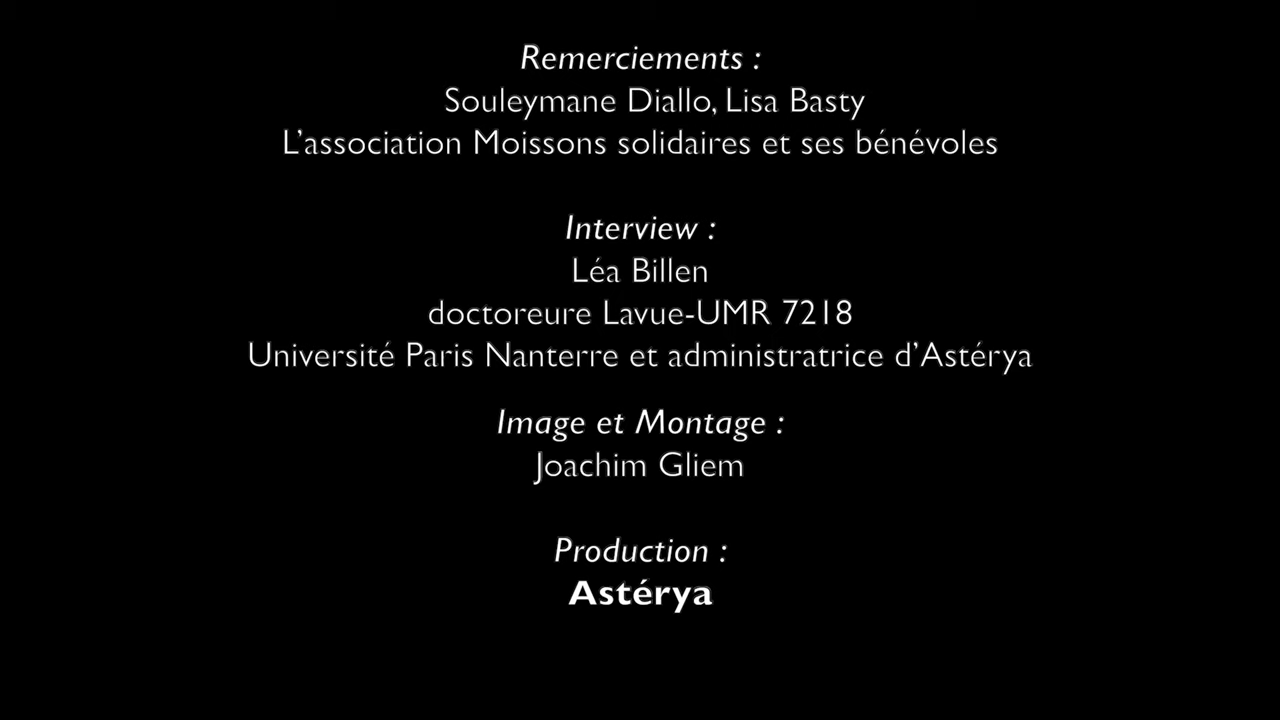 Remerciements :
Souleymane Diallo, Lisa Basty
L’association Moissons solidaires et ses bénévoles
Interview :
Léa Billen
doctoreure Lavue-UMR 7218
Université Paris Nanterre et administratrice d’Astérya
Image et Montage :
Joachim Gliem
Production :
Astérya